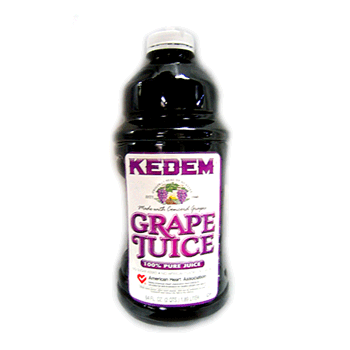 KEDEM
Made with Concord Grapes
GRAPE
JUICE
100% PURE JUICE
American Heart Association